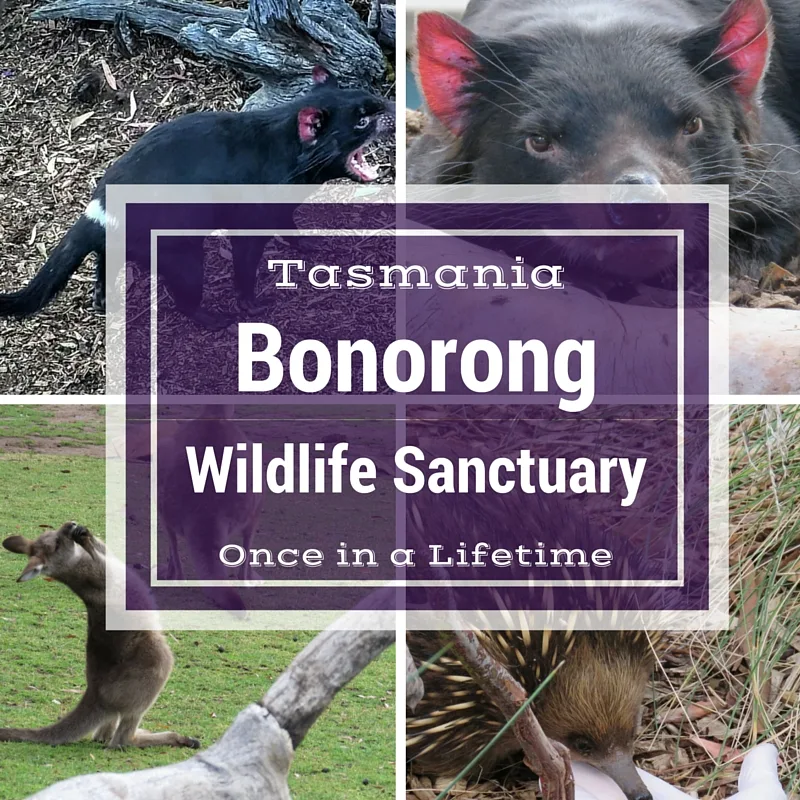 Tasmania
Bonorong
Wildlife Sanctuary
Once in a Lifetime